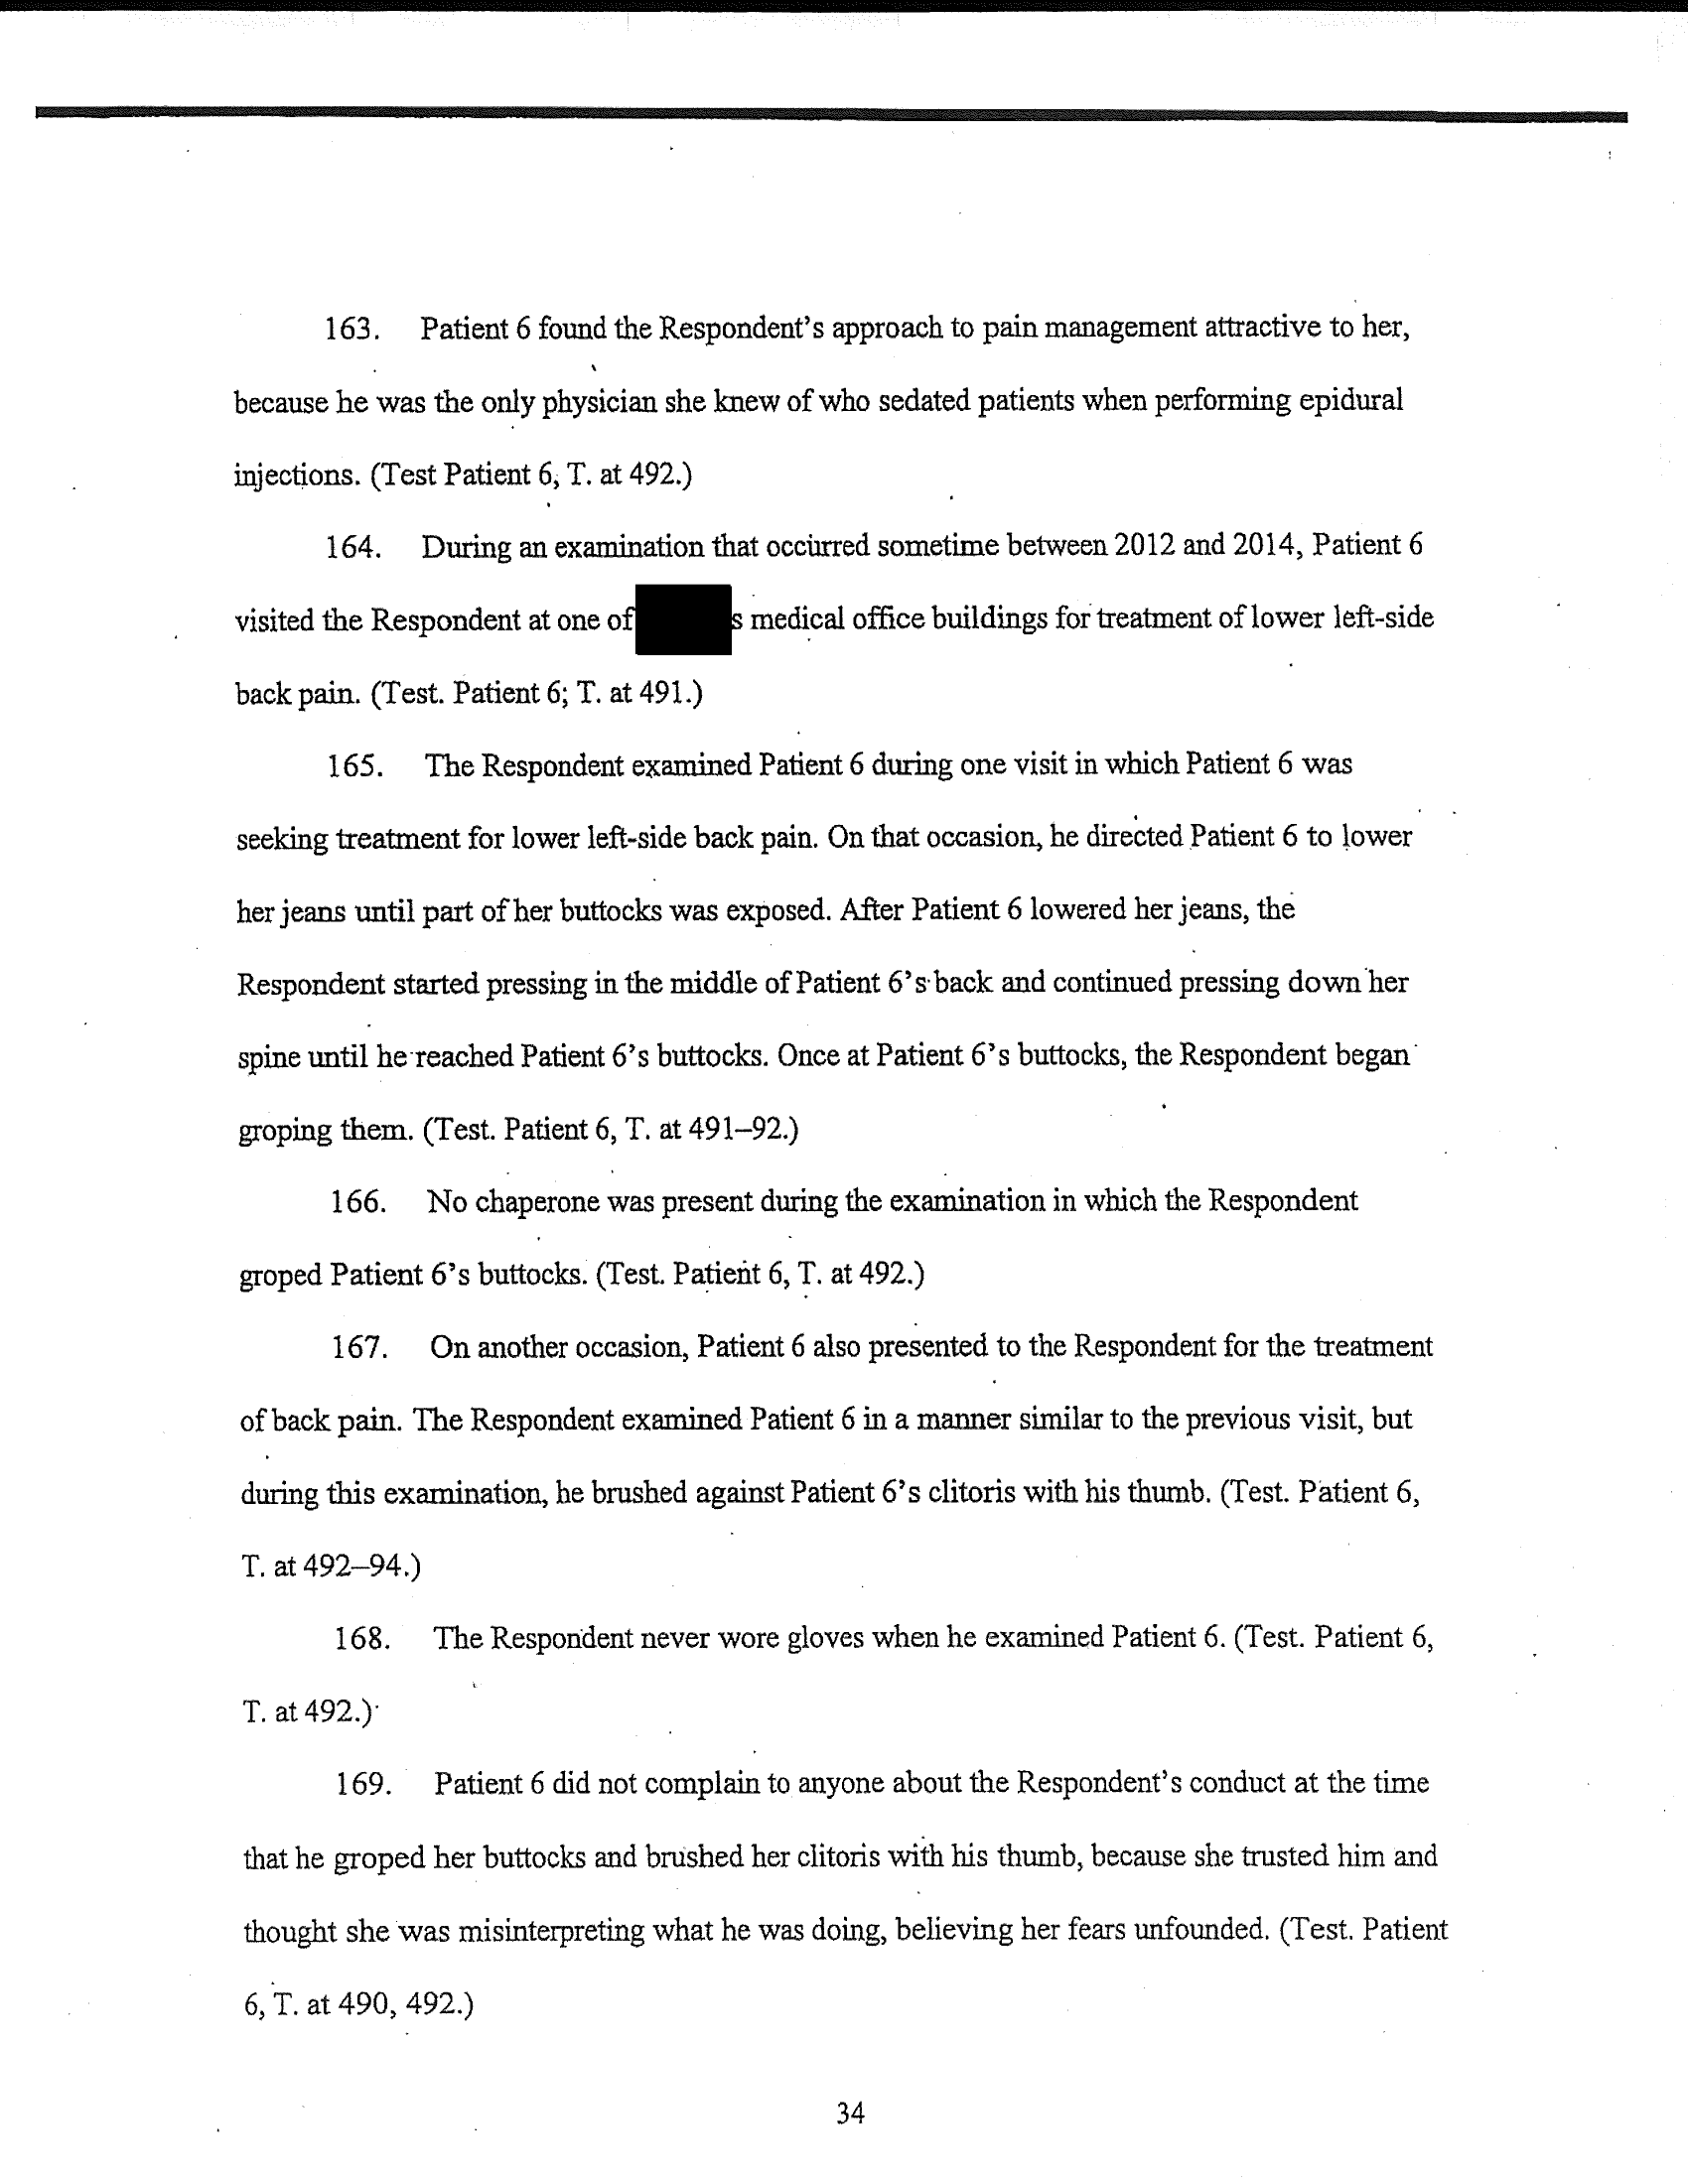 163. Patient 6 found the Respondent's approach to pain management attractive to her,
because he was the only physician she knew of who sedated patients when performing epidural
injections. (Test Patient 6, T. at 492.)
164. During an examination that occurred sometime between 2012 and 2014, Patient 6
visited the Respondent at one of s medical office buildings for treatment of lower left-side
back pain. (Test. Patient 6; T. at 491.)
165. The Respondent examined Patient 6 during one visit in which Patient 6 was
seeking treatment for lower left-side back pain. On that occasion, he directed Patient 6 to lower
her jeans until part of her buttocks was exposed. After Patient 6 lowered her jeans, the
Respondent started pressing in the middle of Patient 6's back and continued pressing down her
spine until he reached Patient 6's buttocks. Once at Patient 6's buttocks, the Respondent began
groping them. (Test. Patient 6, T. at 491–92.)
166. No chaperone was present during the examination in which the Respondent
groped Patient 6's buttocks. (Test. Patient 6, T. at 492.)
167. On another occasion, Patient 6 also presented to the Respondent for the treatment
of back pain. The Respondent examined Patient 6 in a manner similar to the previous visit, but
during this examination, he brushed against Patient 6's clitoris with his thumb. (Test. Patient 6,
T. at 492–94.)
168. The Respondent never wore gloves when he examined Patient 6. (Test. Patient 6,
T. at 492.)
169. Patient 6 did not complain to anyone about the Respondent's conduct at the time
that he groped her buttocks and brushed her clitoris with his thumb, because she trusted him and
thought she was misinterpreting what he was doing, believing her fears unfounded. (Test. Patient
6, T. at 490, 492.)
34